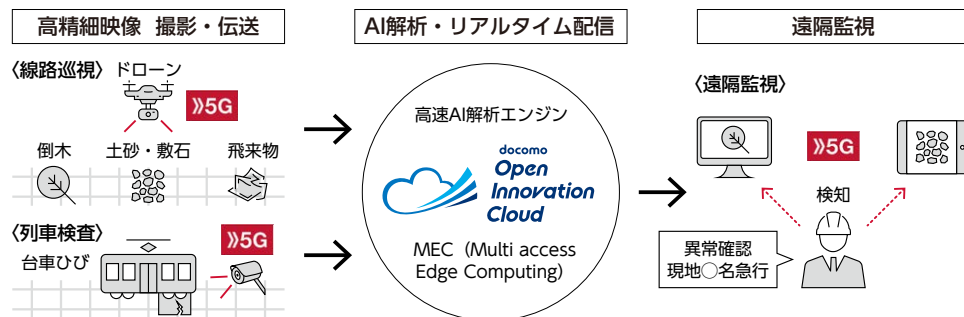 高精細映像 撮影・伝送
〈線路巡視〉 ドローン
》5G
倒木
土砂・敷石
飛来物
〈列車検査〉
台車ひび
》5G
AI解析・リアルタイム配信
高速AI解析エンジン
docomo
Open
Innovation
Cloud
MEC（Multi access
Edge Computing）
遠隔監視
〈遠隔監視〉
》5G
検知
異常確認
現地○名急行